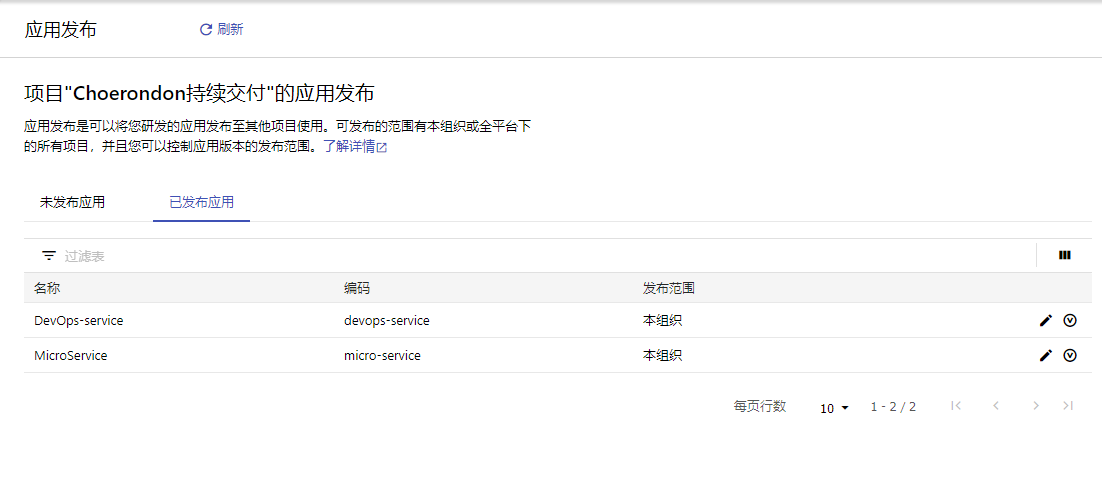 应用发布 刷新
项目"Choerondon持续交付"的应用发布
应用发布是可以将您研发的应用发布至其他项目使用。可发布的范围有本组织或全平台下
的所有项目，并且您可以控制应用版本的发布范围。了解详情
未发布应用 已发布应用
过滤表
名称 编码 发布范围
DevOps-service devops-service 本组织
MicroService micro-service 本组织
每页行数 10 1 - 2 / 2